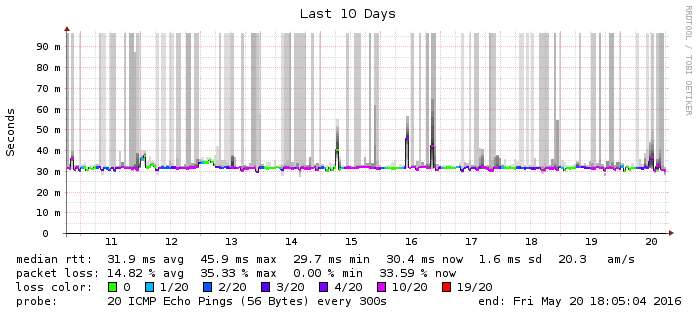 Last 10 Days
RRDTOOL / TOBI OETIKER
Seconds
90 m
80 m
70 m
60 m
50 m
40 m
30 m
20 m
10 m
0
11 12 13 14 15 16 17 18 19 20
median rtt: 31.9 ms avg 45.9 ms max 29.7 ms min 30.4 ms now 1.6 ms sd 20.3 am/s
packet loss: 14.82 % avg 35.33 % max 0.00 % min 33.59 % now
loss color: 0 1/20 2/20 3/20 4/20 10/20 19/20
probe: 20 ICMP Echo Pings (56 Bytes) every 300s end: Fri May 20 18:05:04 2016